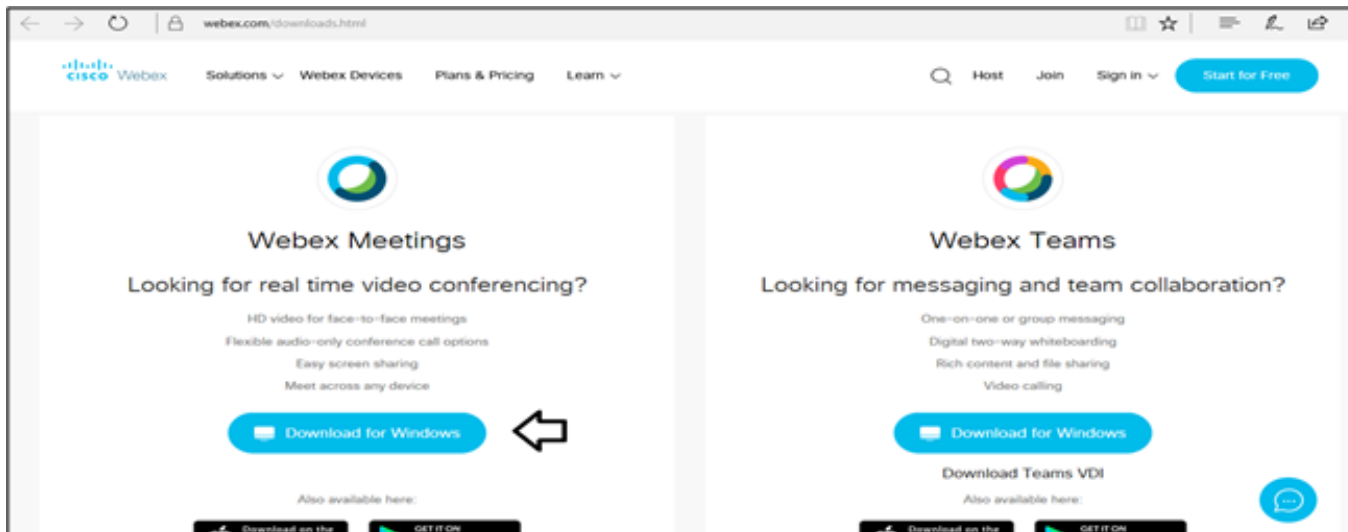 webex.com/downloads.html
cisco Webex Solutions Webex Devices Plans & Pricing Learn Host Join Sign in Start for Free
Webex Meetings
Looking for real time video conferencing?
HD video for face-to-face meetings
Flexible audio-only conference call options
Easy screen sharing
Meet across any device
Download for Windows
Also available here:
Download on the
GET IT ON
Webex Teams
Looking for messaging and team collaboration?
One-on-one or group messaging
Digital two-way whiteboarding
Rich content and file sharing
Video calling
Download for Windows
Download Teams VDI
Also available here:
Download on the
GET IT ON